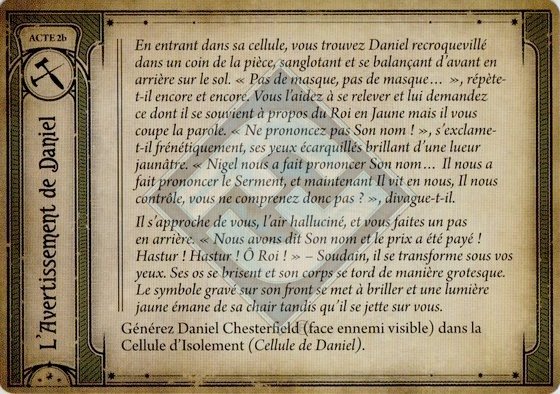 ACTE 2b
L'Avertissement de Daniel
En entrant dans sa cellule, vous trouvez Daniel recroquevillé
dans un coin de la pièce, sanglotant et se balançant d'avant en
arrière sur le sol. « Pas de masque, pas de masque… », répète-
t-il encore et encore. Vous l'aidez à se relever et lui demandez
ce dont il se souvient à propos du Roi en Jaune mais il vous
coupe la parole. « Ne prononcez pas Son nom ! », s'exclame-
t-il frénétiquement, ses yeux écarquillés brillant d'une lueur
jaunâtre. « Nigel nous a fait prononcer Son nom… Il nous a
fait prononcer le Serment, et maintenant Il vit en nous, Il nous
contrôle, vous ne comprenez donc pas ? », divague-t-il.
Il s'approche de vous, l'air halluciné, et vous faites un pas
en arrière. « Nous avons dit Son nom et le prix a été payé !
Hastur ! Hastur ! Ô Roi ! » – Soudain, il se transforme sous vos
yeux. Ses os se brisent et son corps se tord de manière grotesque.
Le symbole gravé sur son front se met à briller et une lumière
jaune émane de sa chair tandis qu'il se jette sur vous.
Générez Daniel Chesterfield (face ennemi visible) dans la
Cellule d'Isolement (Cellule de Daniel).